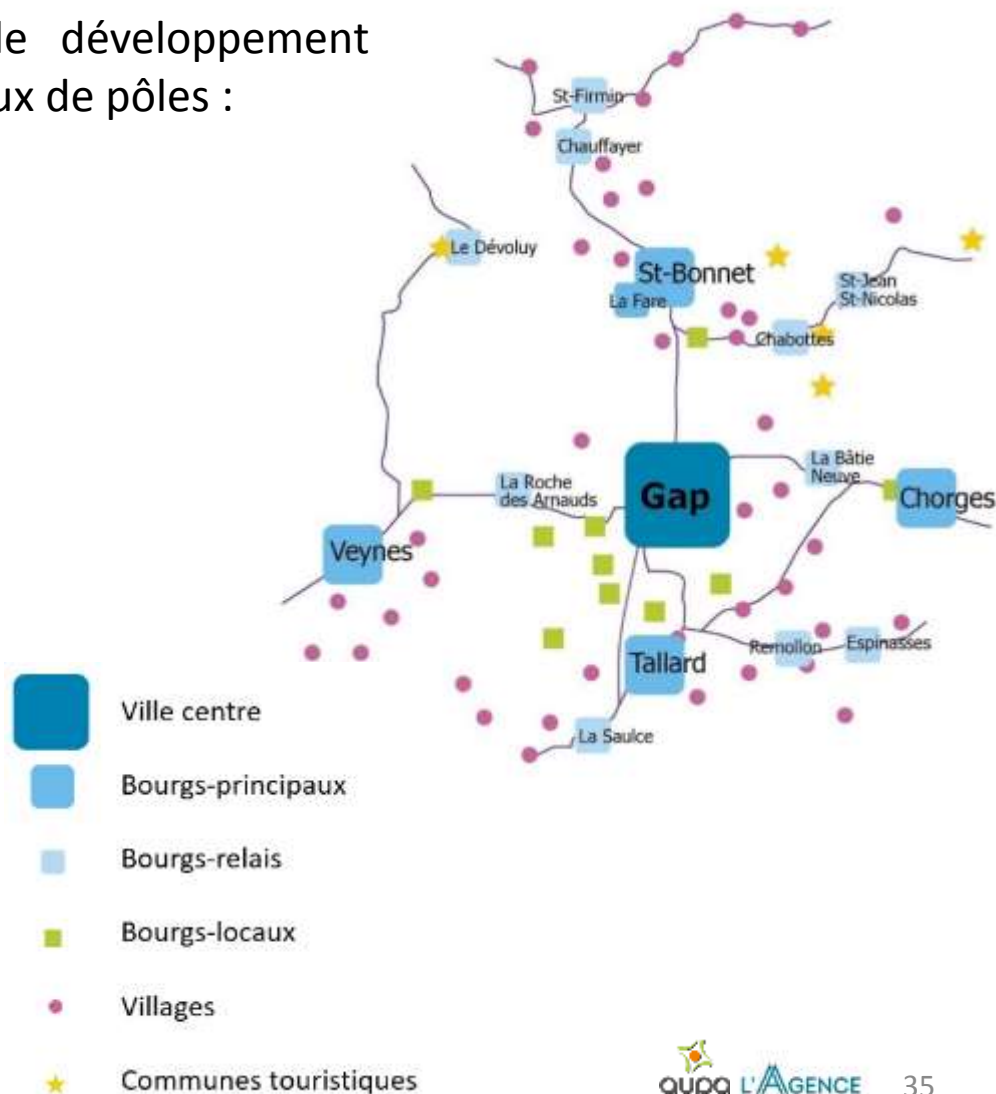 le développement
ux de pôles :
St-Firmin
Chauffayer
Le Dévoluy
St-Bonnet
La Fare
St-Jean
St-Nicolas
Chabottes
La Roche
des Arnauds
Gap
La Bâtie
Neuve
Chorges
Veynes
Tallard
Remollon
Espinasses
La Saulce
Ville centre
Bourgs-principaux
Bourgs-relais
Bourgs-locaux
Villages
Communes touristiques
aupa L'AGENCE 35